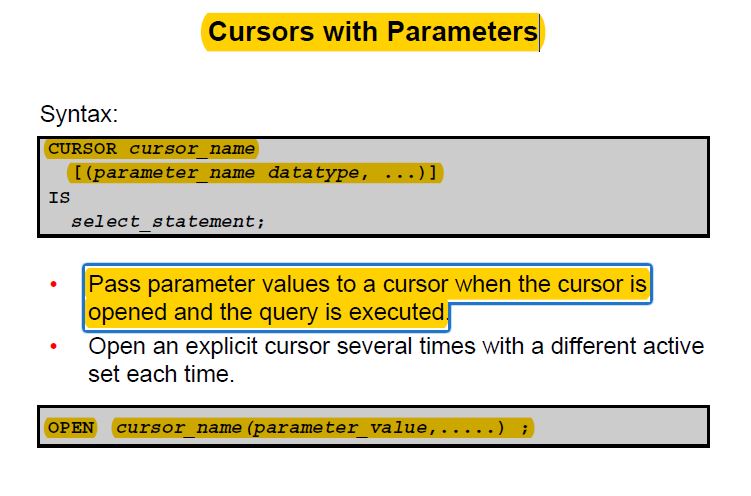 Cursors with Parameters
Syntax:
CURSOR cursor_name
[(parameter_name datatype, ...)]
IS
select_statement;
• Pass parameter values to a cursor when the cursor is
opened and the query is executed.
• Open an explicit cursor several times with a different active
set each time.
OPEN cursor_name(parameter_value,.....) ;